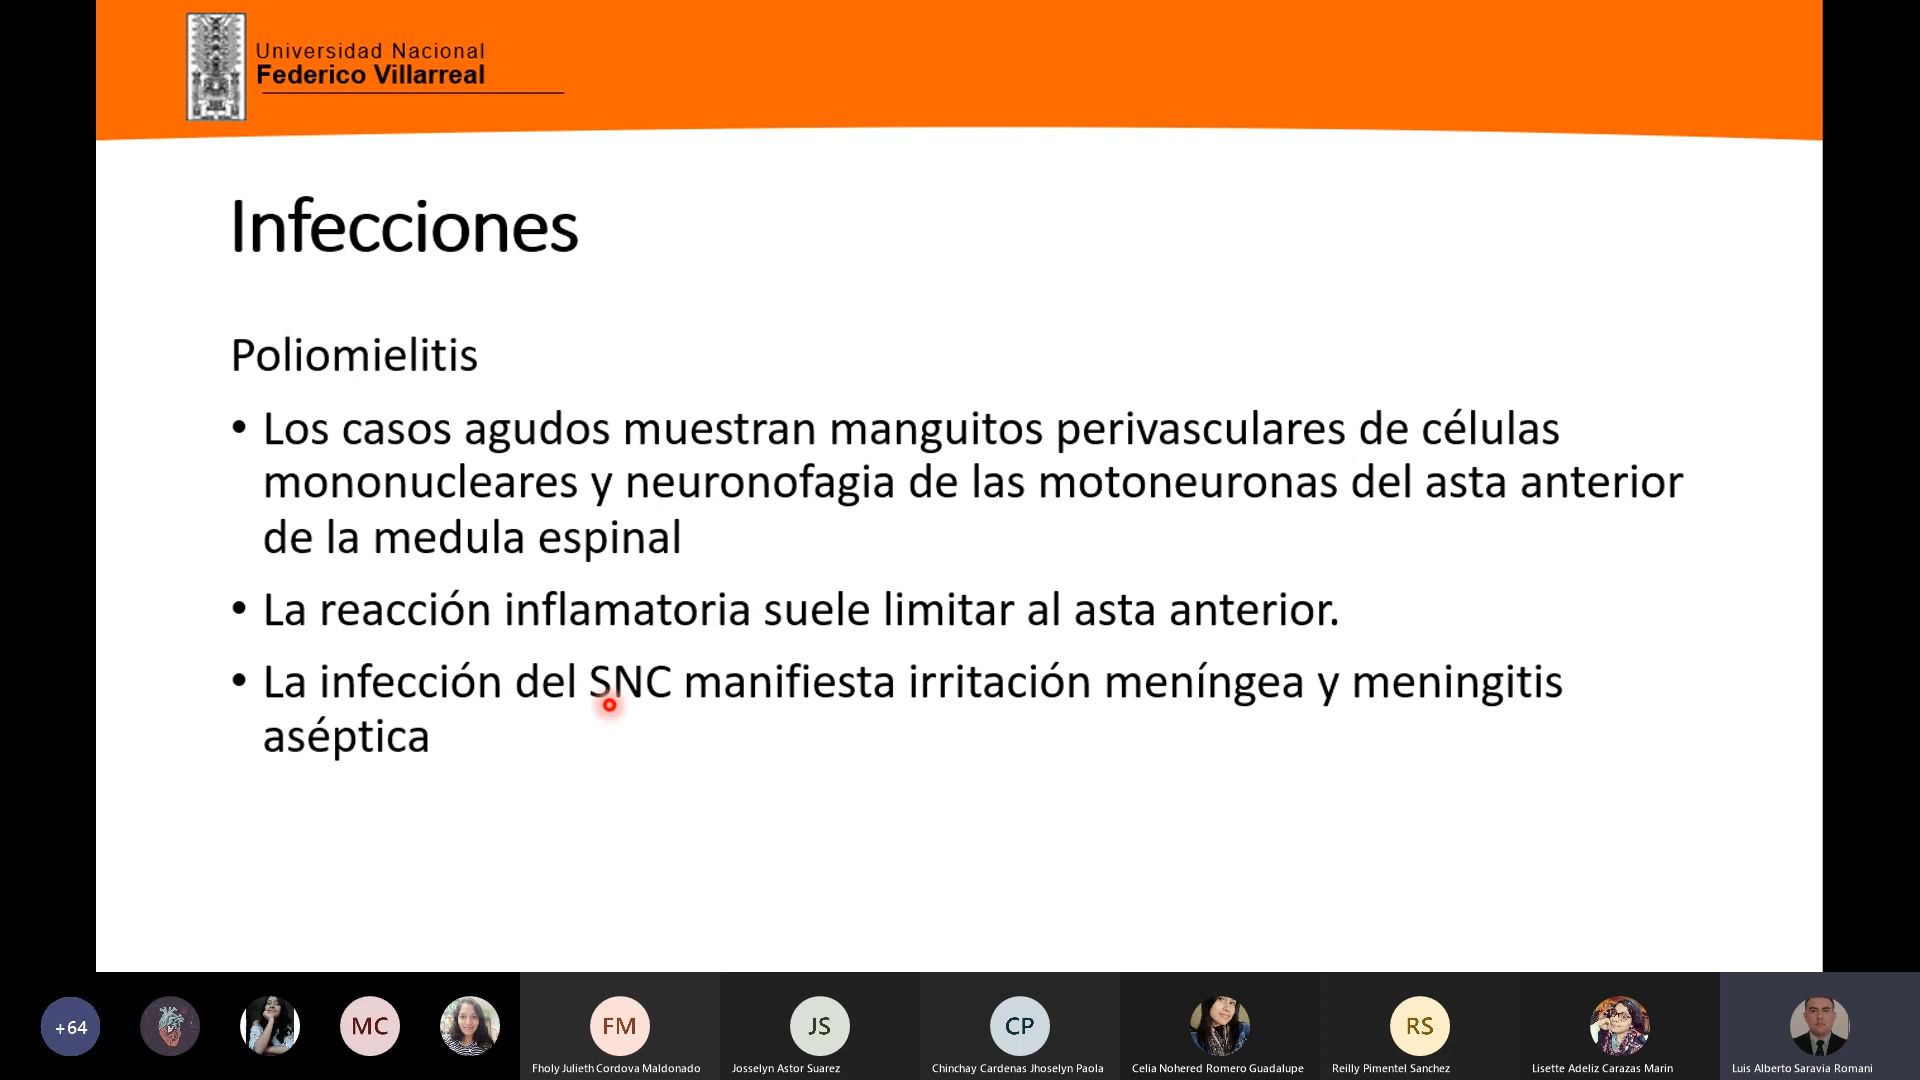 Universidad Nacional
Federico Villarreal
Infecciones
Poliomielitis
• Los casos agudos muestran manguitos perivasculares de células
mononucleares y neuronofagia de las motoneuronas del asta anterior
de la medula espinal
• La reacción inflamatoria suele limitar al asta anterior.
• La infección del SNC manifiesta irritación meníngea y meningitis
aséptica
+64
MC
FM
JS
CP
RS
Fholy Julieth Cordova Maldonado
Josselyn Astor Suarez
Chinchay Cardenas Jhoselyn Paola
Celia Nohered Romero Guadalupe
Reilly Pimentel Sanchez
Lisette Adeliz Carazas Marin
Luis Alberto Saravia Romani